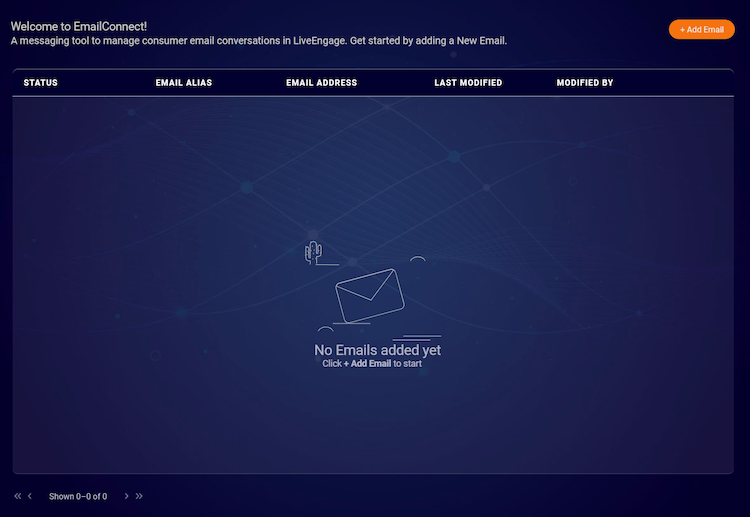 Welcome to EmailConnect!
A messaging tool to manage consumer email conversations in LiveEngage. Get started by adding a New Email.
+ Add Email
STATUS EMAIL ALIAS EMAIL ADDRESS LAST MODIFIED MODIFIED BY
No Emails added yet
Click + Add Email to start
Shown 0–0 of 0